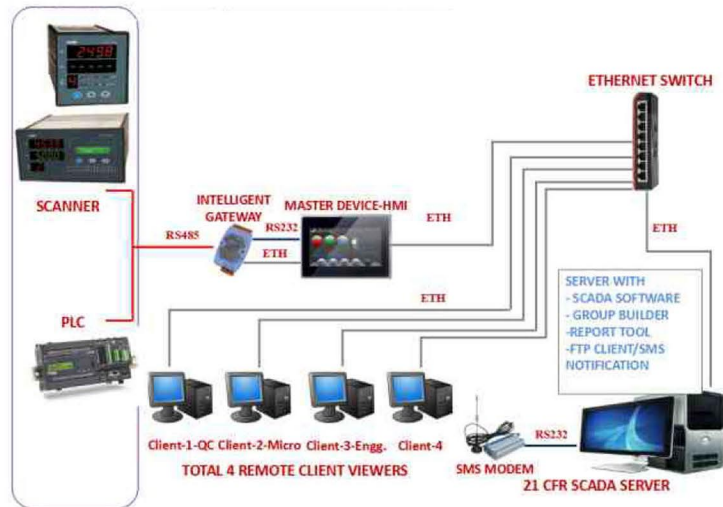 2498
4
SCANNER
PLC
RS485
INTELLIGENT
GATEWAY
RS232
ETH
MASTER DEVICE-HMI
ETH
ETHERNET SWITCH
ETH
ETH
SERVER WITH
- SCADA SOFTWARE
- GROUP BUILDER
-REPORT TOOL
-FTP CLIENT/SMS
NOTIFICATION
Client-1-QC
Client-2-Micro
Client-3-Engg.
Client-4
TOTAL 4 REMOTE CLIENT VIEWERS
SMS MODEM
RS232
21 CFR SCADA SERVER